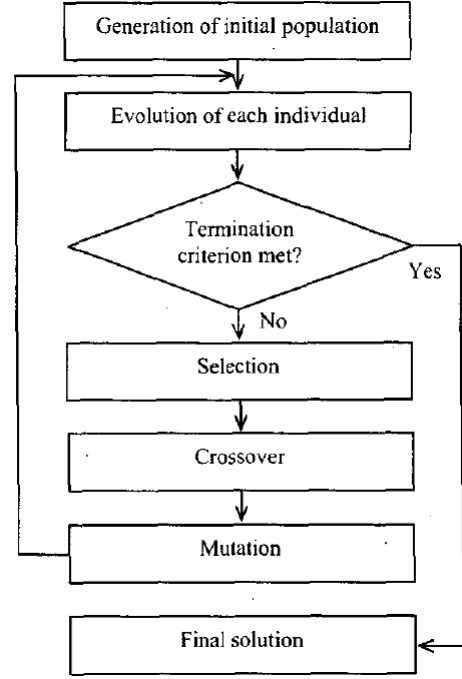 Generation of initial population
Evolution of each individual
Termination
criterion met?
Yes
No
Selection
Crossover
Mutation
Final solution